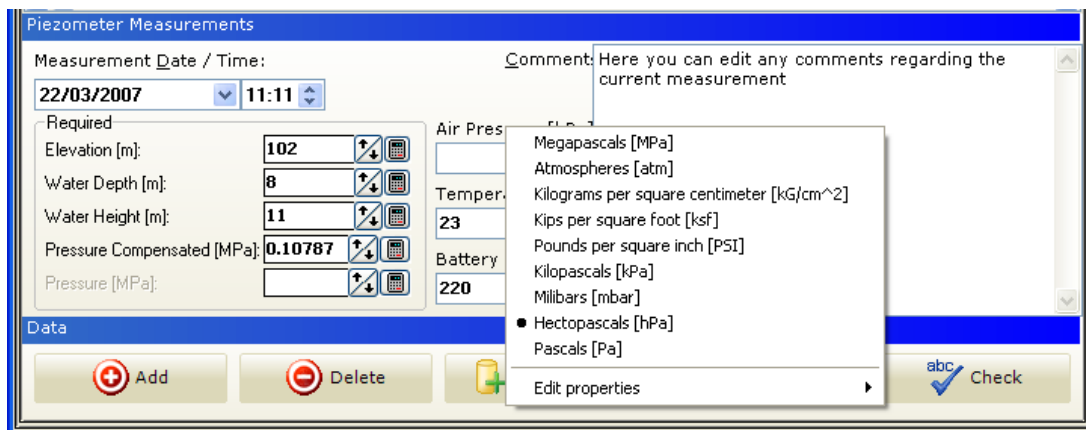 Piezometer Measurements
Measurement Date / Time:
22/03/2007
11:11
Comment
Here you can edit any comments regarding the
current measurement
Required
Elevation [m]:
102
Water Depth [m]:
8
Water Height [m]:
11
Pressure Compensated [MPa]:
0.10787
Pressure [MPa]:
Air Pres
Temper
23
Battery
220
Megapascals [MPa]
Atmospheres [atm]
Kilograms per square centimeter [kG/cm^2]
Kips per square foot [ksf]
Pounds per square inch [PSI]
Kilopascals [kPa]
Milibars [mbar]
Hectopascals [hPa]
Pascals [Pa]
Edit properties
Data
Add
Delete
abc
Check